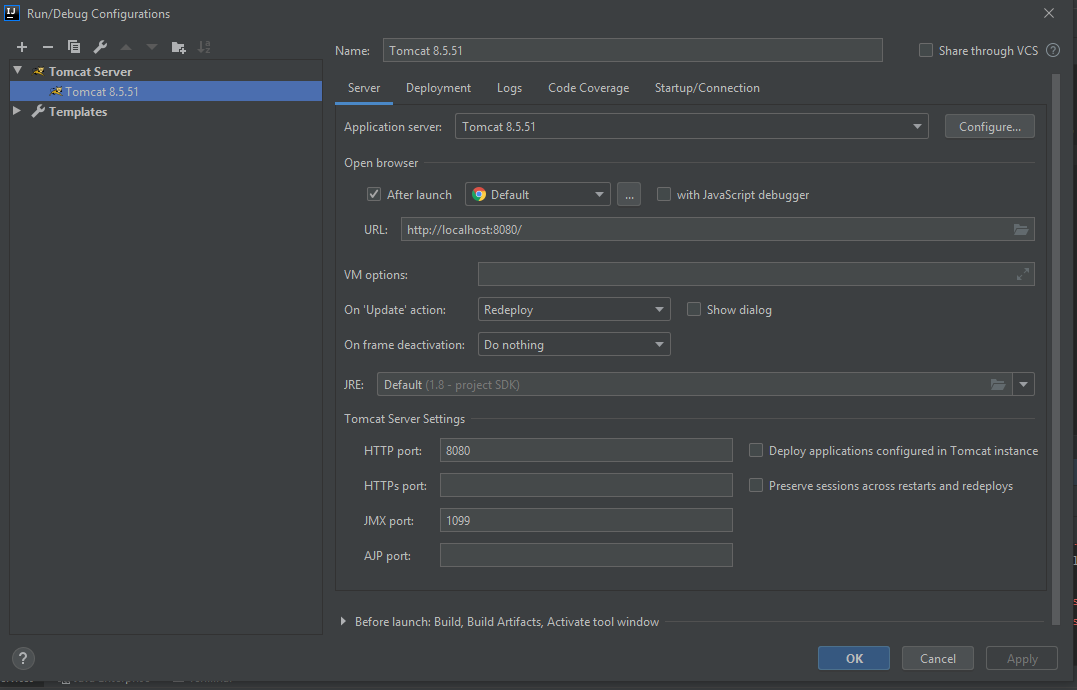 IJ Run/Debug Configurations
Name: Tomcat 8.5.51 Share through VCS ?
Tomcat Server
Tomcat 8.5.51
Templates
Server Deployment Logs Code Coverage Startup/Connection
Application server: Tomcat 8.5.51 Configure...
Open browser
After launch Default ... with JavaScript debugger
URL: http://localhost:8080/
VM options:
On 'Update' action: Redeploy Show dialog
On frame deactivation: Do nothing
JRE: Default (1.8 - project SDK)
Tomcat Server Settings
HTTP port: 8080 Deploy applications configured in Tomcat instance
HTTPs port: Preserve sessions across restarts and redeploys
JMX port: 1099
AJP port:
Before launch: Build, Build Artifacts, Activate tool window
? OK Cancel Apply